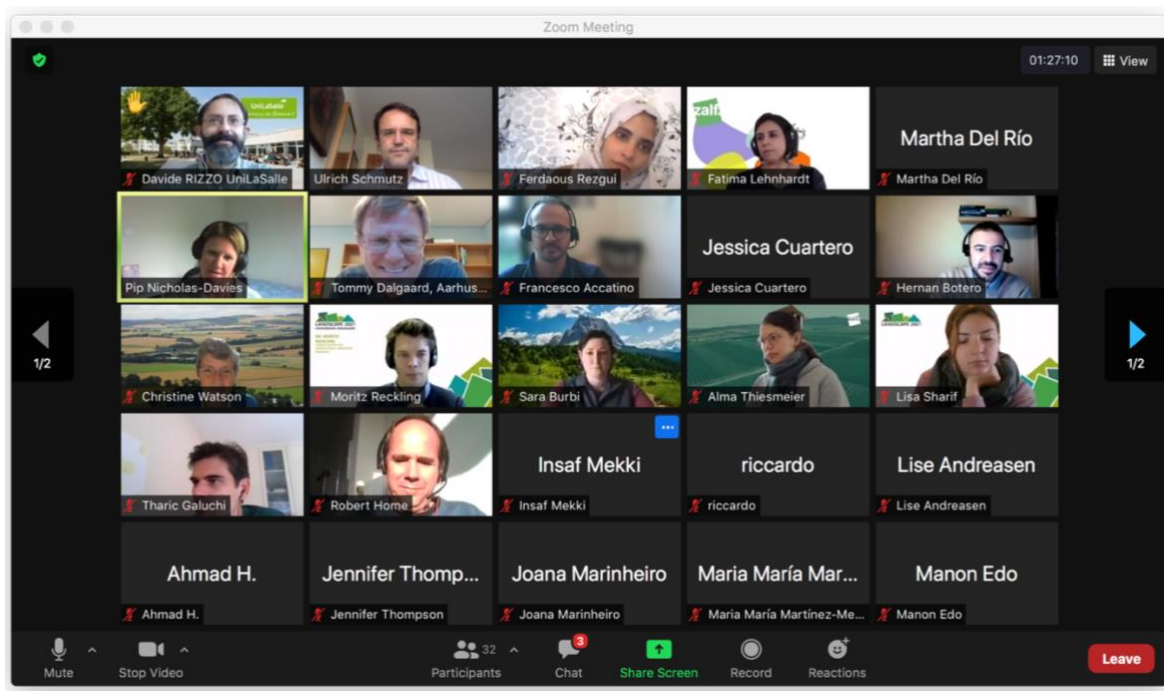 Zoom Meeting
01:27:10
View
UniLaSalle
Davide RIZZO UniLaSalle
Ulrich Schmutz
Ferdaous Rezgui
zalf
Fatima Lehnhardt
Martha Del Río
Martha Del Río
Pip Nicholas-Davies
Tommy Dalgaard, Aarhus...
Francesco Accatino
Jessica Cuartero
Jessica Cuartero
Hernan Botero
1/2
1/2
Christine Watson
LANDSCAPE 2021
Moritz Reckling
Sara Burbi
Alma Thiesmeier
LANDSCAPE 2021
Lisa Sharif
Tharic Galuchi
Robert Home
Insaf Mekki
Insaf Mekki
riccardo
riccardo
Lise Andreasen
Lise Andreasen
Ahmad H.
Ahmad H.
Jennifer Thomp...
Jennifer Thompson
Joana Marinheiro
Joana Marinheiro
Maria María Mar...
Maria María Martínez-Me...
Manon Edo
Manon Edo
Mute
Stop Video
32
Participants
3
Chat
Share Screen
Record
Reactions
Leave